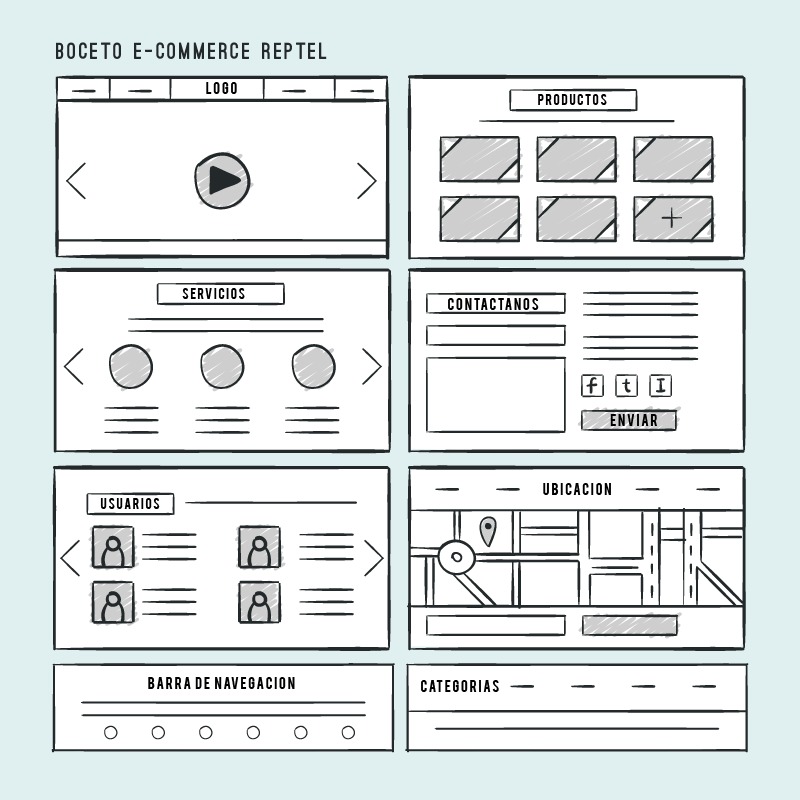 BOCETO E-COMMERCE REPTEL
LOGO
PRODUCTOS
SERVICIOS
CONTACTANOS
f t I
ENVIAR
USUARIOS
UBICACION
BARRA DE NAVEGACION
CATEGORIAS